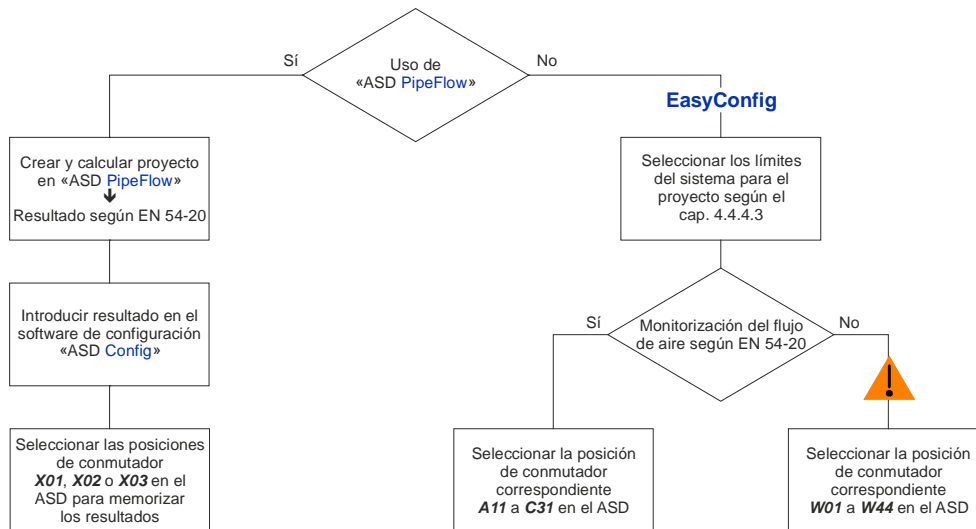 Uso de
«ASD PipeFlow»
Sí
No
EasyConfig
Crear y calcular proyecto
en «ASD PipeFlow»
Resultado según EN 54-20
Seleccionar los límites
del sistema para el
proyecto según el
cap. 4.4.4.3
Introducir resultado en el
software de configuración
«ASD Config»
Sí
Monitorización del flujo
de aire según EN 54-20
No
Seleccionar las posiciones
de conmutador
X01, X02 o X03 en el
ASD para memorizar
los resultados
Seleccionar la posición
de conmutador
correspondiente
A11 a C31 en el ASD
Seleccionar la posición
de conmutador
correspondiente
W01 a W44 en el ASD